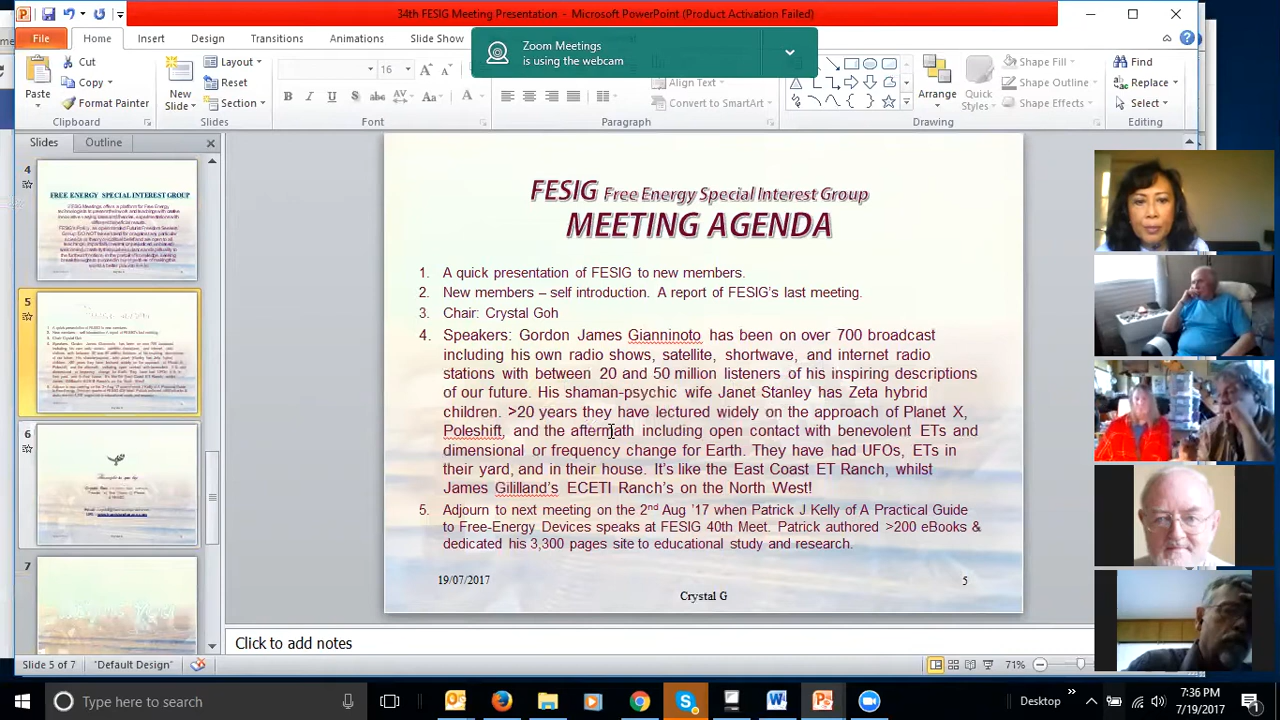 34th FESIG Meeting Presentation - Microsoft PowerPoint (Product Activation Failed)
File Home Insert Design Transitions Animations Slide Show
Zoom Meetings
is using the webcam
Paste
Cut
Copy
Format Painter
Clipboard
New
Slide
Layout
Reset
Section
Slides
16
Font
Align Text
Convert to SmartArt
Paragraph
Arrange
Quick
Styles
Shape Fill
Shape Outline
Shape Effects
Drawing
Find
Replace
Select
Editing
Slides Outline
4
FREE ENERGY SPECIAL INTEREST GROUP
5
6
7
FESIG Free Energy Special Interest Group
MEETING AGENDA
1. A quick presentation of FESIG to new members.
2. New members – self introduction. A report of FESIG's last meeting.
3. Chair: Crystal Goh
4. Speakers: Gordon James Gianninoto has been on over 700 broadcast
including his own radio shows, satellite, shortwave, and internet radio
stations with between 20 and 50 million listeners of his inspiring descriptions
of our future. His shaman-psychic wife Janet Stanley has Zeta hybrid
children. >20 years they have lectured widely on the approach of Planet X,
Poleshift, and the aftermath including open contact with benevolent ETs and
dimensional or frequency change for Earth. They have had UFOs, ETs in
their yard, and in their house. It's like the East Coast ET Ranch, whilst
James Gilliland's ECETI Ranch's on the North West!
5. Adjourn to next meeting on the 2nd Aug '17 when Patrick J. Kelly of A Practical Guide
to Free-Energy Devices speaks at FESIG 40th Meet. Patrick authored >200 eBooks &
dedicated his 3,300 pages site to educational study and research.
19/07/2017
5
Crystal G
Click to add notes
Slide 5 of 7 "Default Design" 71%
Type here to search
Desktop
7:36 PM
7/19/2017